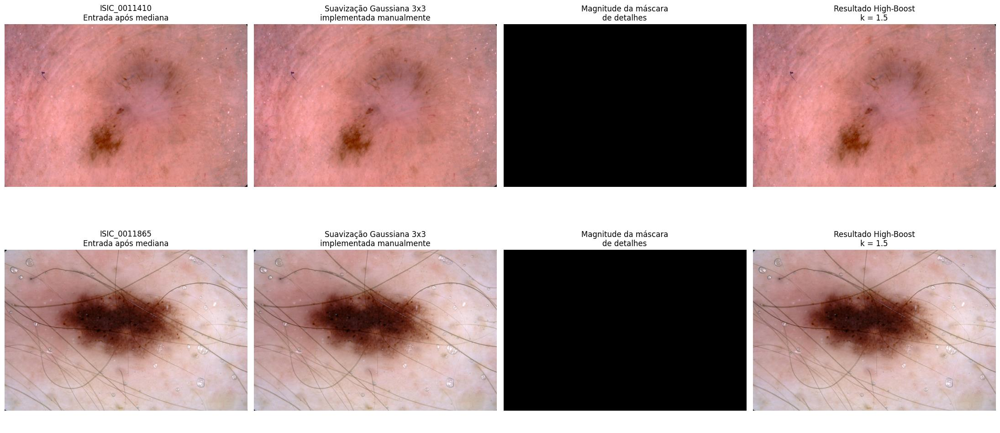 ISIC_0011410
Entrada após mediana
Suavização Gaussiana 3x3
implementada manualmente
Magnitude da máscara
de detalhes
Resultado High-Boost
k = 1.5
ISIC_0011865
Entrada após mediana
Suavização Gaussiana 3x3
implementada manualmente
Magnitude da máscara
de detalhes
Resultado High-Boost
k = 1.5